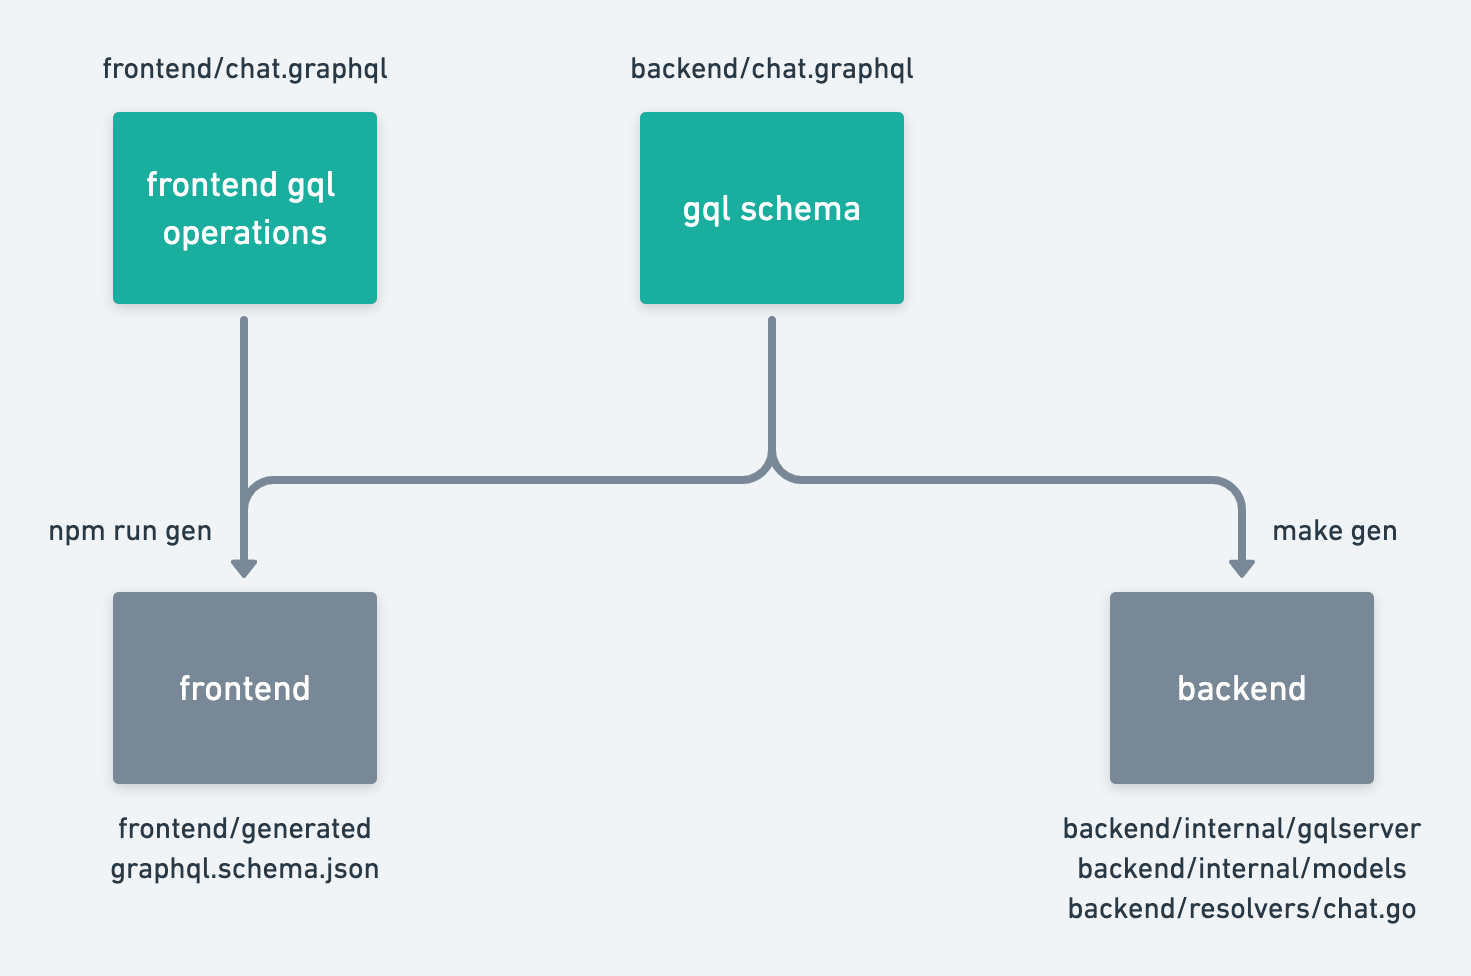 frontend/chat.graphql
backend/chat.graphql
frontend gql
operations
gql schema
npm run gen
make gen
frontend
backend
frontend/generated
graphql.schema.json
backend/internal/gqlserver
backend/internal/models
backend/resolvers/chat.go